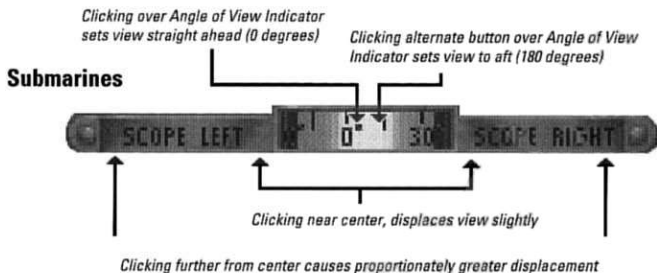 Clicking over Angle of View Indicator
sets view straight ahead (0 degrees)
Clicking alternate button over Angle of View
Indicator sets view to aft (180 degrees)
Submarines
SCOPE LEFT 0° 30 SCOPE RIGHT
Clicking near center, displaces view slightly
Clicking further from center causes proportionately greater displacement